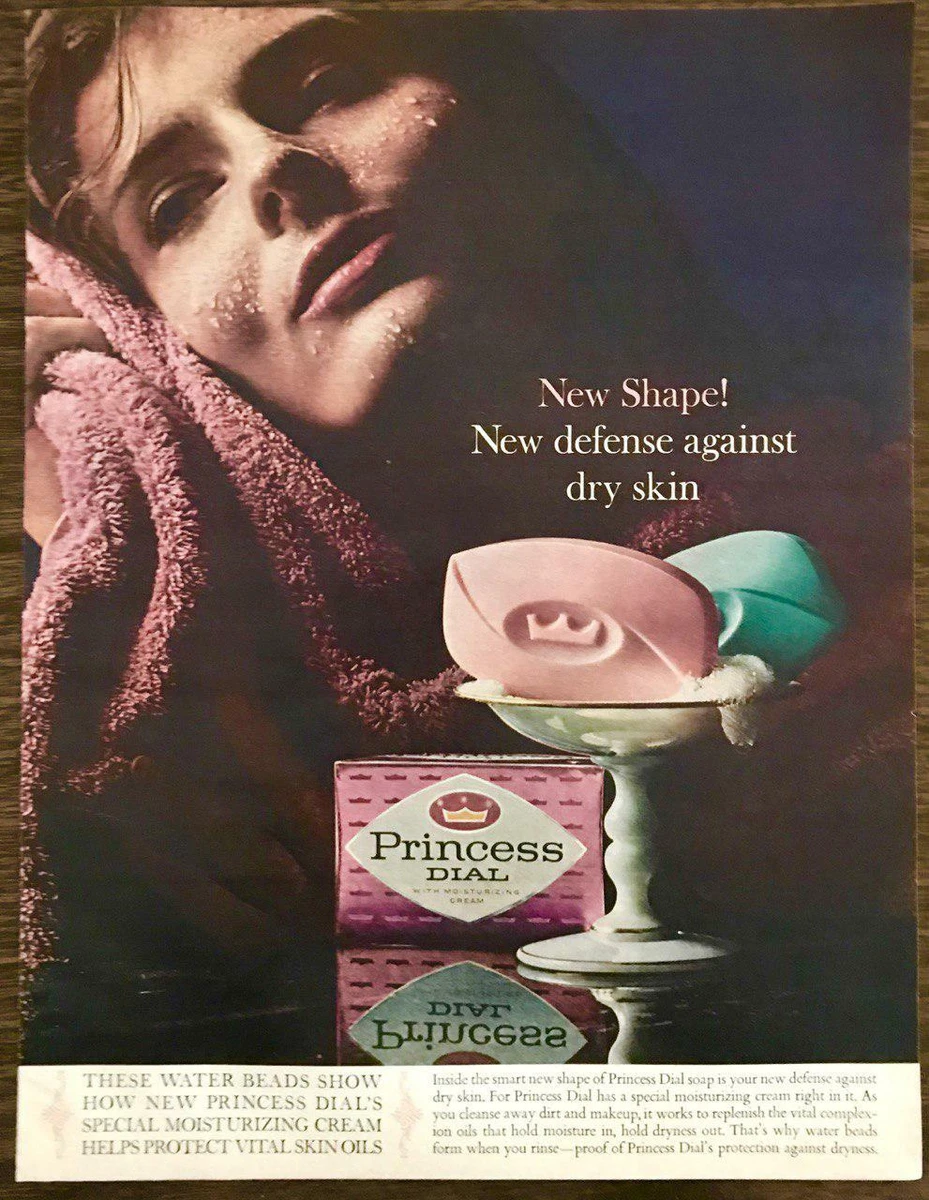 New Shape!
New defense against
dry skin
Princess
DIAL
WITH MOISTURIZING
CREAM
DIAL
Princess
THESE WATER BEADS SHOW
HOW NEW PRINCESS DIAL'S
SPECIAL MOISTURIZING CREAM
HELPS PROTECT VITAL SKIN OILS
Inside the smart new shape of Princess Dial soap is your new defense against
dry skin. For Princess Dial has a special moisturizing cream right in it. As
you cleanse away dirt and makeup, it works to replenish the vital complex-
ion oils that hold moisture in, hold dryness out. That's why water beads
form when you rinse—proof of Princess Dial's protection against dryness.